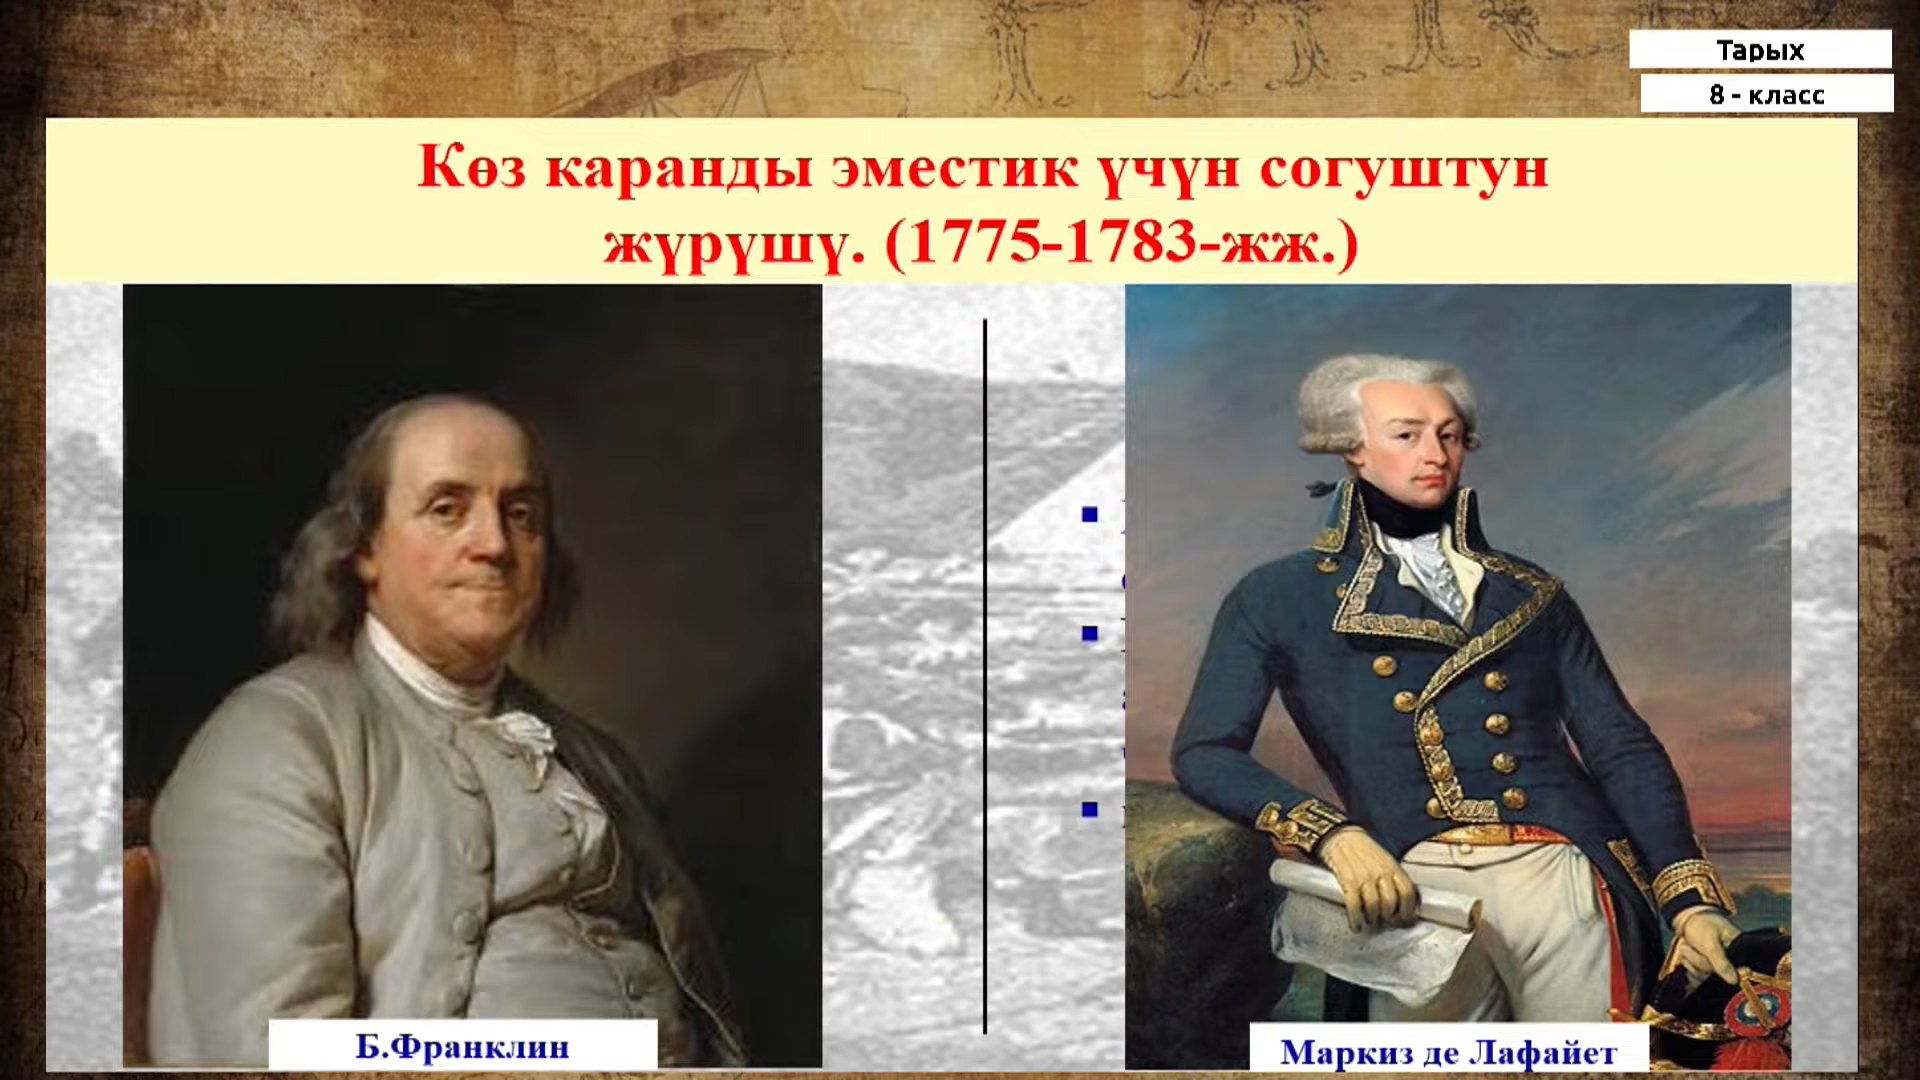 Тарых
8 - класс
Көз каранды эместик үчүн согуштун
жүрүшү. (1775-1783-жж.)
Б.Франклин
Маркиз де Лафайет